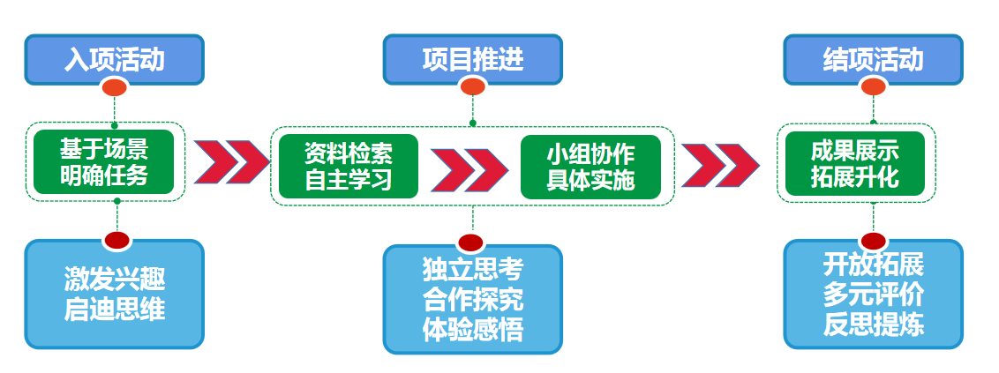 入项活动
项目推进
结项活动
基于场景
明确任务
资料检索
自主学习
小组协作
具体实施
成果展示
拓展升化
激发兴趣
启迪思维
独立思考
合作探究
体验感悟
开放拓展
多元评价
反思提炼